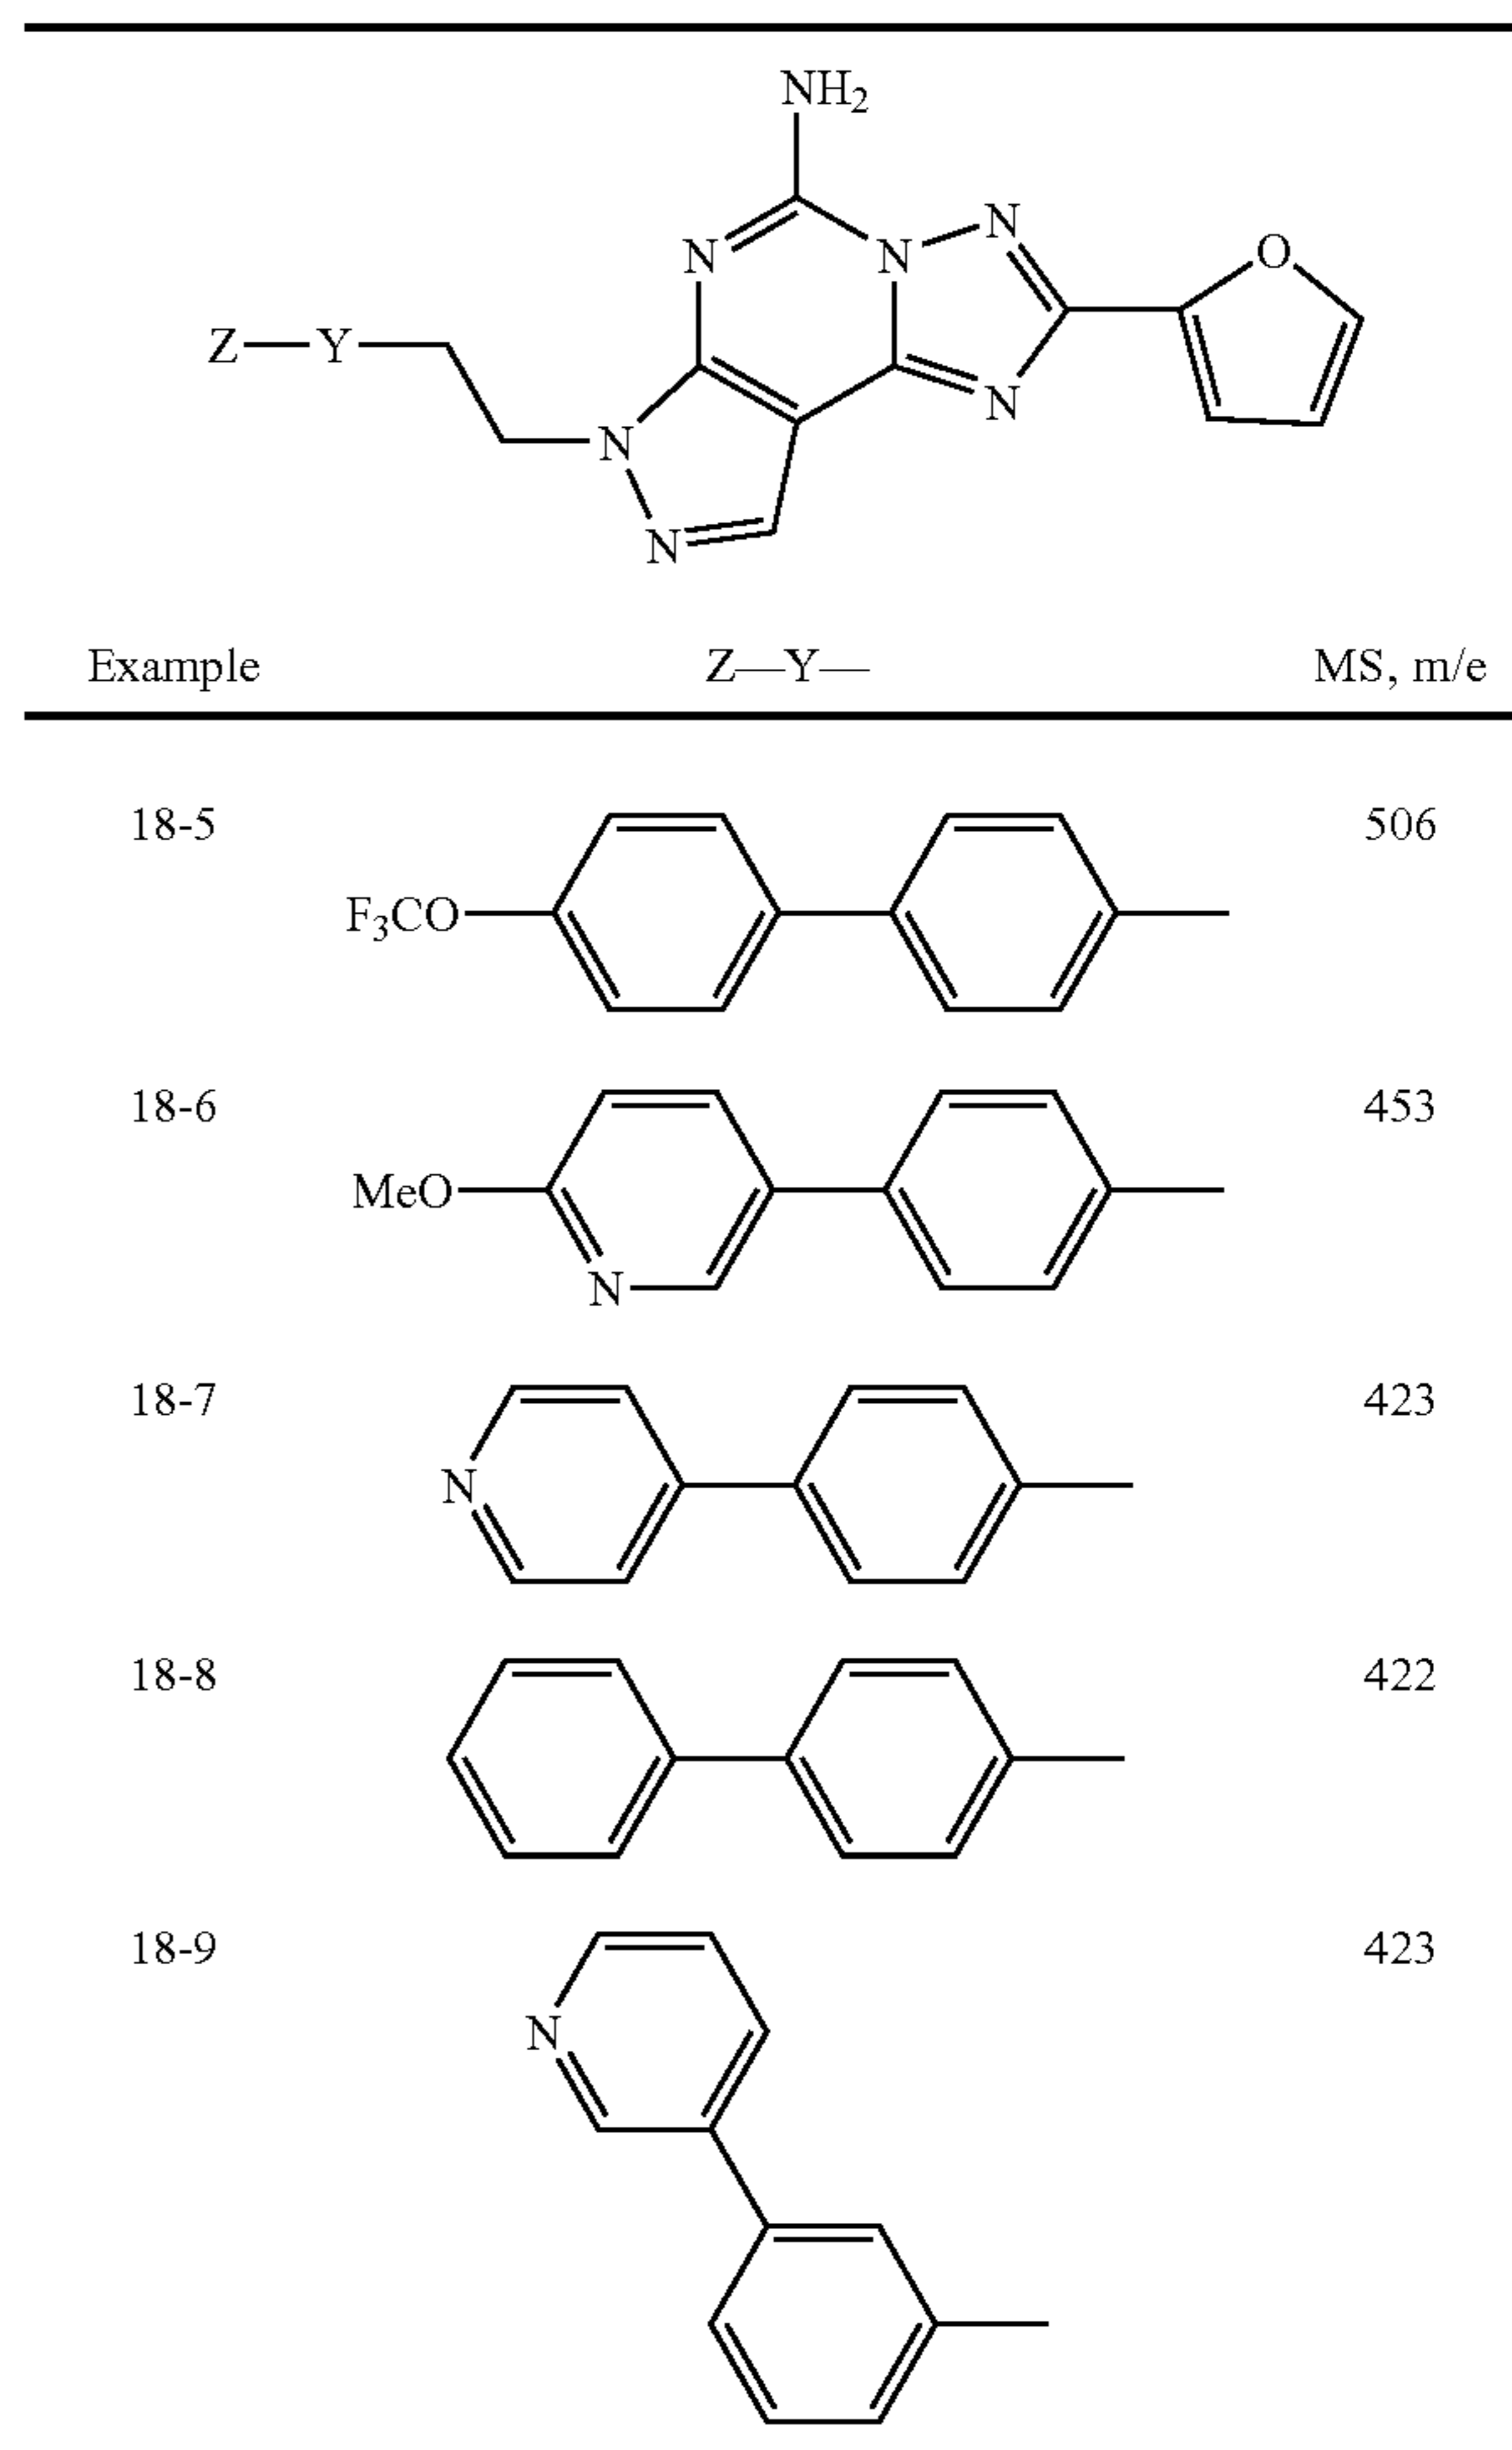 NH₂
N
N
N
O
Z—Y
N
N
N
Example Z—Y— MS, m/e
18-5 506
F₃CO
18-6 453
MeO
N
18-7 423
N
18-8 422
18-9 423
N